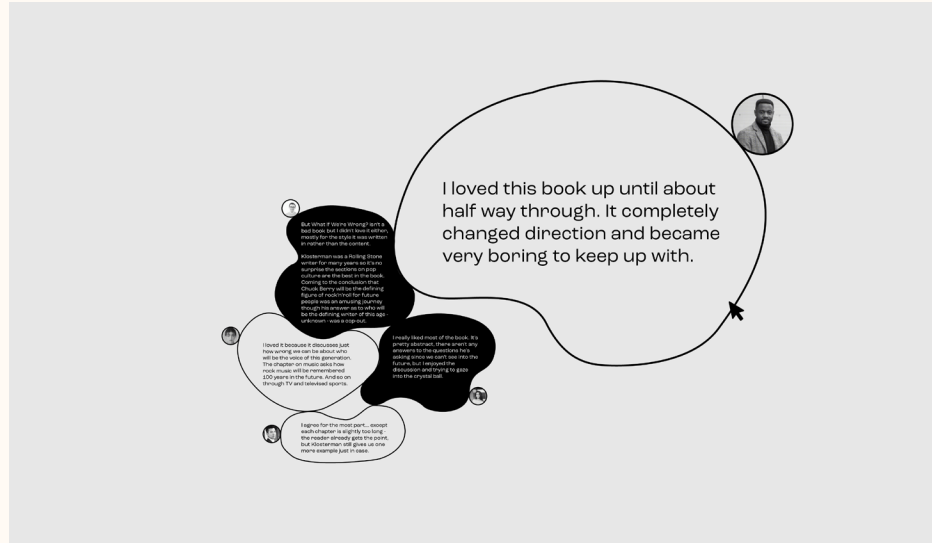 I loved this book up until about
half way through. It completely
changed direction and became
very boring to keep up with.
But What If We're Wrong? isn't a
bad book but I didn't love it either,
mostly for the style it was written
in rather than the content.
Klosterman was a Rolling Stone
writer for many years so it's no
surprise the sections on pop
culture are the best in the book.
Coming to the conclusion that
Chuck Berry will be the defining
figure of rock'n'roll for future
people was an amusing journey
though his answer as to who will
be the defining writer of this age -
unknown - was a cop-out.
I loved it because it discusses just
how wrong we can be about who
will be the voice of this generation.
The chapter on music asks how
rock music will be remembered
100 years in the future. And so on
through TV and televised sports.
I really liked most of the book. It's
pretty abstract, there aren't any
answers to the questions he's
asking since we can't see into the
future, but I enjoyed the
discussion and trying to gaze
into the crystal ball.
I agree for the most part... except
each chapter is slightly too long -
the reader already gets the point,
but Klosterman still gives us one
more example just in case.